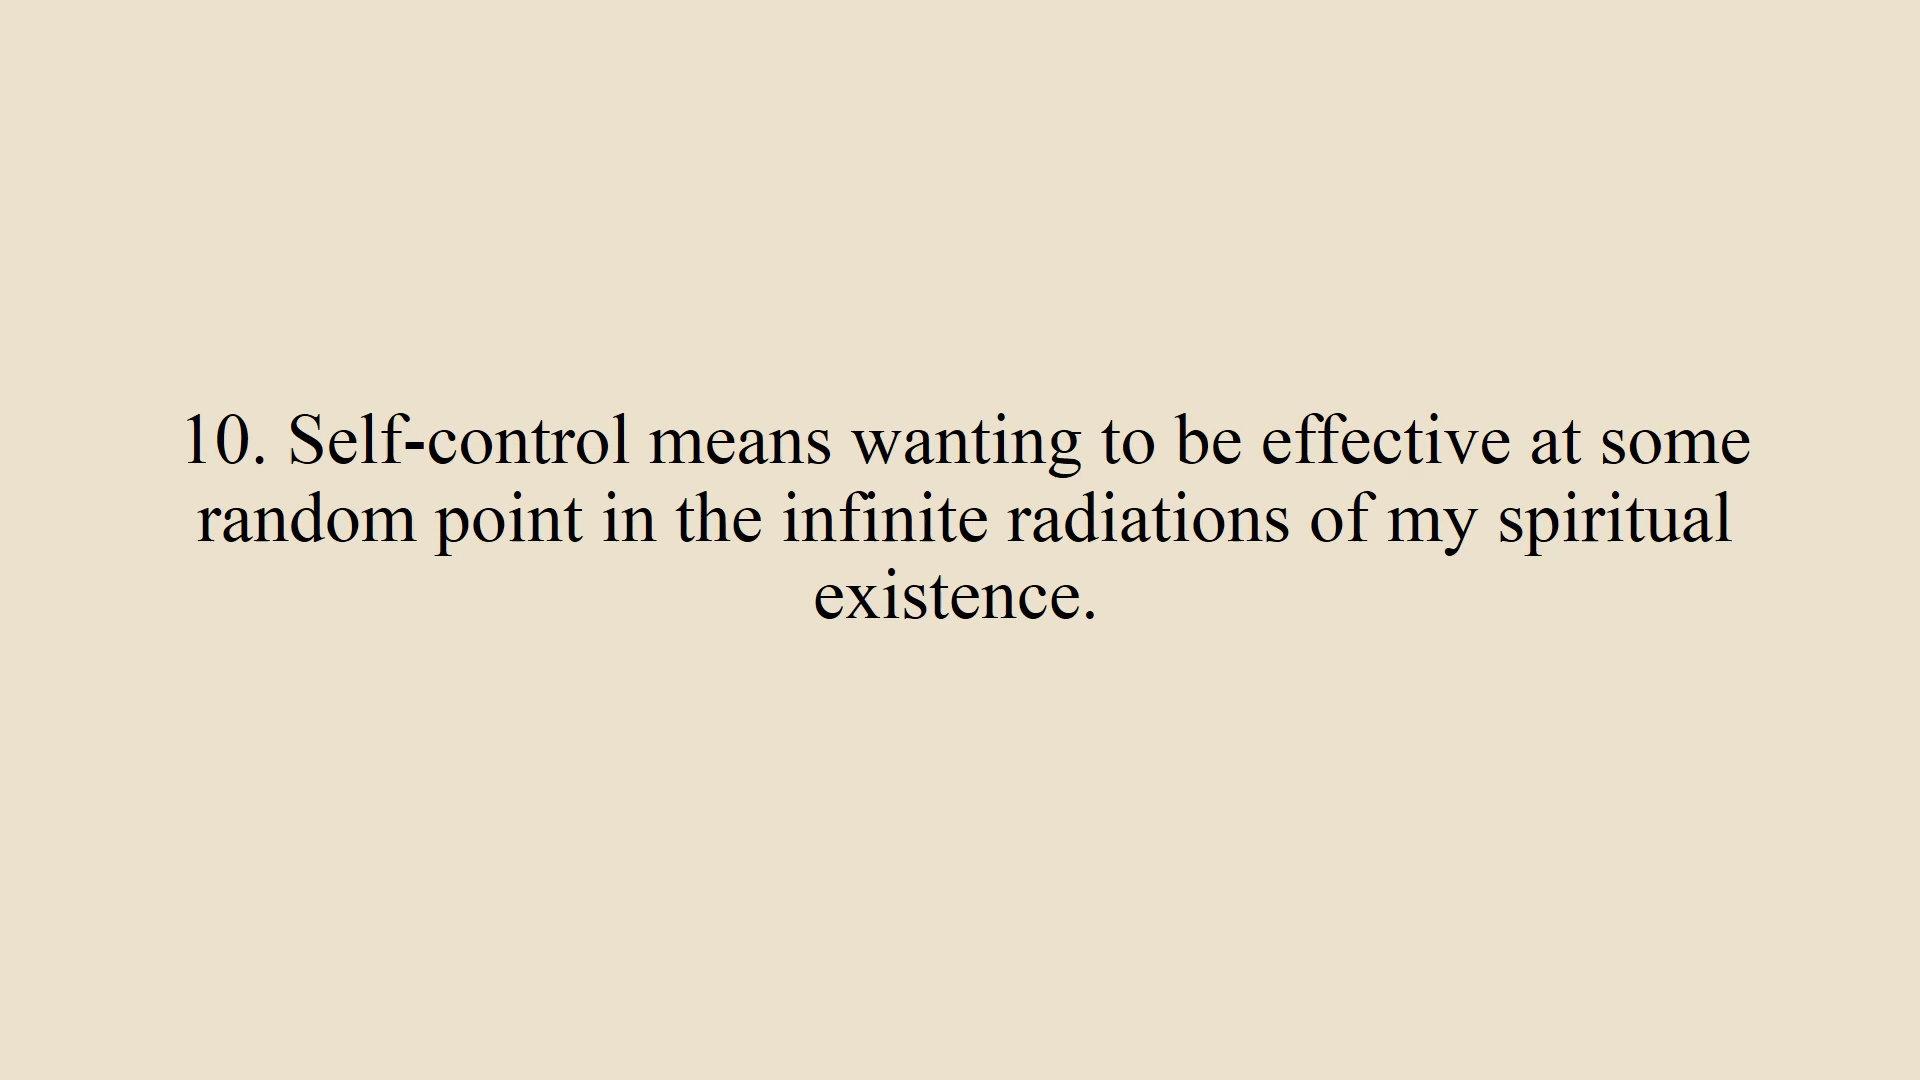 10. Self-control means wanting to be effective at some
random point in the infinite radiations of my spiritual
existence.